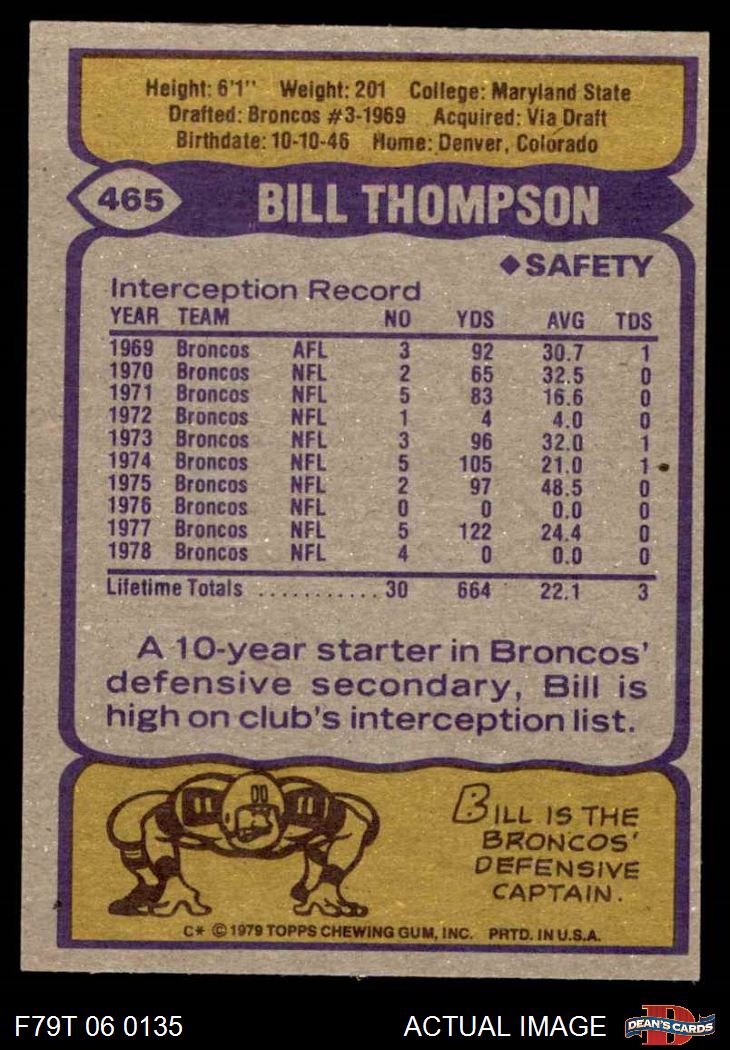 Height: 6'1" Weight: 201 College: Maryland State
Drafted: Broncos #3-1969 Acquired: Via Draft
Birthdate: 10-10-46 Home: Denver, Colorado
465 BILL THOMPSON
◆SAFETY
Interception Record
YEAR TEAM NO YDS AVG TDS
1969 Broncos AFL 3 92 30.7 1
1970 Broncos NFL 2 65 32.5 0
1971 Broncos NFL 5 83 16.6 0
1972 Broncos NFL 1 4 4.0 0
1973 Broncos NFL 3 96 32.0 1
1974 Broncos NFL 5 105 21.0 1
1975 Broncos NFL 2 97 48.5 0
1976 Broncos NFL 0 0 0.0 0
1977 Broncos NFL 5 122 24.4 0
1978 Broncos NFL 4 0 0.0 0
Lifetime Totals ........... 30 664 22.1 3
A 10-year starter in Broncos'
defensive secondary, Bill is
high on club's interception list.
00
BILL IS THE
BRONCOS'
DEFENSIVE
CAPTAIN.
C* © 1979 TOPPS CHEWING GUM, INC. PRTD. IN U.S.A.
F79T 06 0135 ACTUAL IMAGE D DEAN'S CARDS